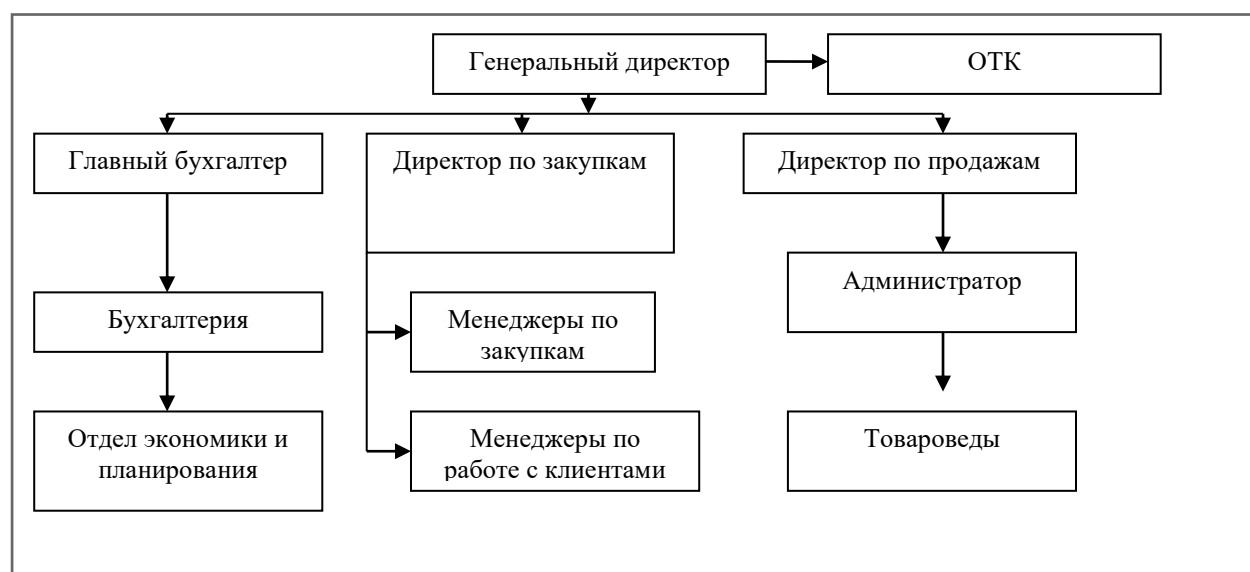 Генеральный директор
ОТК
Главный бухгалтер
Директор по закупкам
Директор по продажам
Администратор
Бухгалтерия
Менеджеры по
закупкам
Отдел экономики и
планирования
Менеджеры по
работе с клиентами
Товароведы